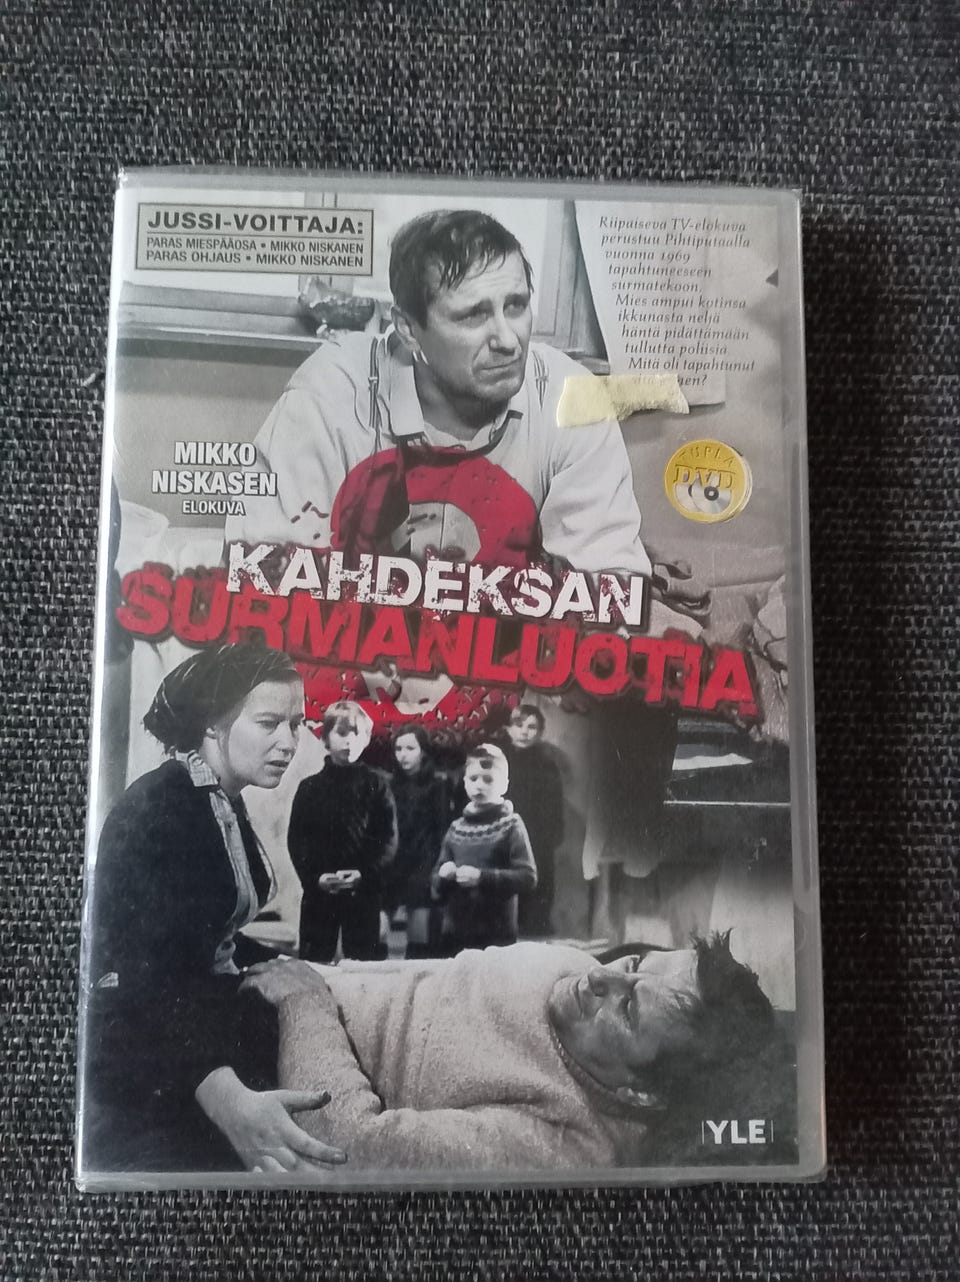 JUSSI-VOITTAJA:
PARAS MIESPÄÄOSA • MIKKO NISKANEN
PARAS OHJAUS • MIKKO NISKANEN
Riipaiseva TV-elokuva
perustuu Pihtiputaalla
vuonna 1969
tapahtuneeseen
surmatekoon.
Mies ampui kotinsa
ikkunasta neljä
häntä pidättämään
tullutta poliisia.
Mitä oli tapahtunut
MIKKO
NISKASEN
ELOKUVA
TUPLA
DVD
8
KAHDEKSAN
SURMANLUOTIA
YLE